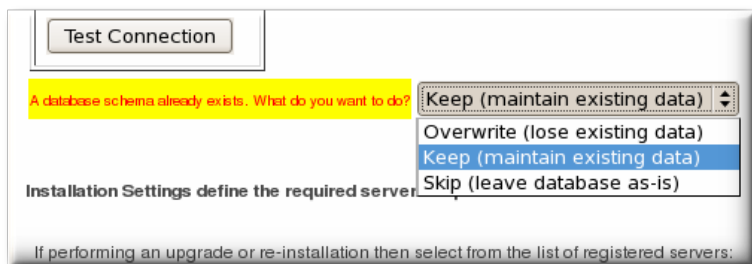 Test Connection
A database schema already exists. What do you want to do? Keep (maintain existing data)
Overwrite (lose existing data)
Keep (maintain existing data)
Skip (leave database as-is)
Installation Settings define the required server
If performing an upgrade or re-installation then select from the list of registered servers: